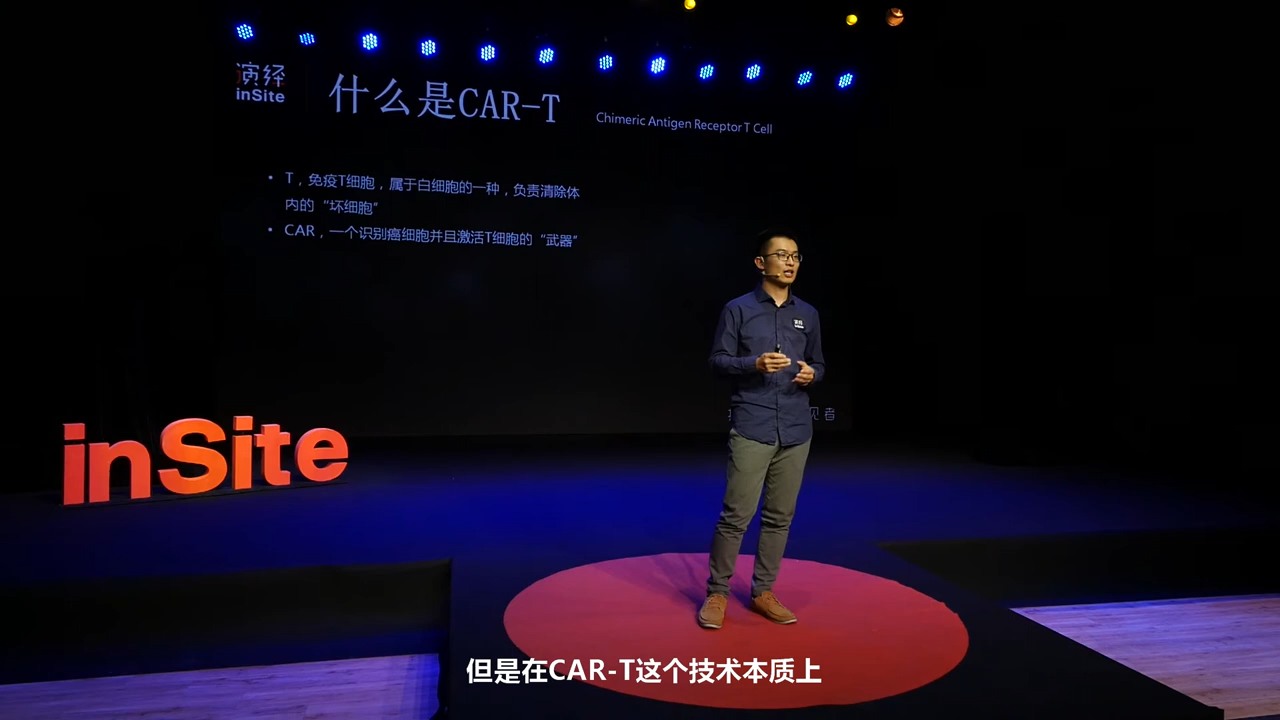 演绎
inSite
什么是CAR-T
Chimeric Antigen Receptor T Cell
• T，免疫T细胞，属于白细胞的一种，负责清除体
内的“坏细胞”
• CAR，一个识别癌细胞并且激活T细胞的“武器”
见者
inSite
但是在CAR-T这个技术本质上